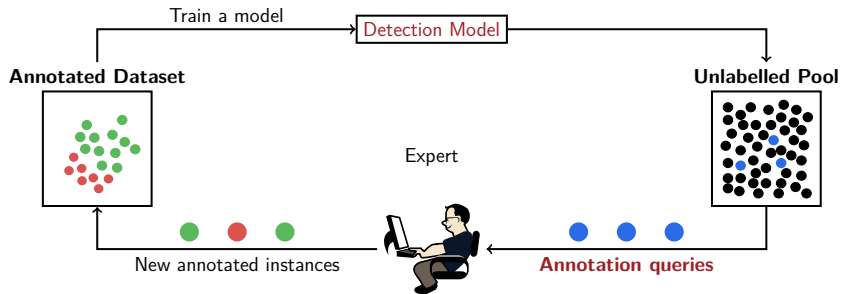 Train a model
Detection Model
Annotated Dataset
Unlabelled Pool
Expert
New annotated instances
Annotation queries